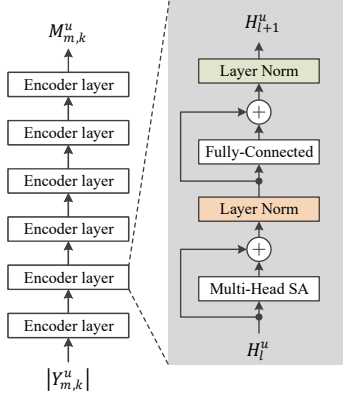 M^u_{m,k}
Encoder layer
Encoder layer
Encoder layer
Encoder layer
Encoder layer
Encoder layer
|Y^u_{m,k}|
H^u_{l+1}
Layer Norm
+
Fully-Connected
Layer Norm
+
Multi-Head SA
H^u_l